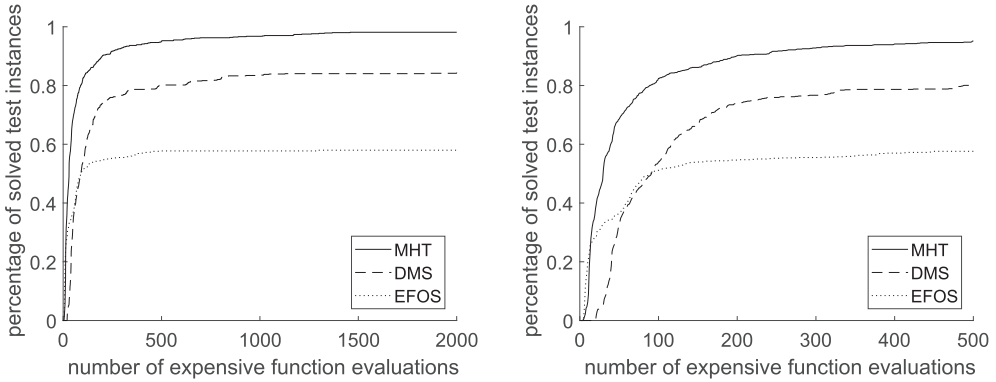 percentage of solved test instances
1
0.8
0.6
0.4
0.2
0
0 500 1000 1500 2000
number of expensive function evaluations
MHT
DMS
EFOS
percentage of solved test instances
1
0.8
0.6
0.4
0.2
0
0 100 200 300 400 500
number of expensive function evaluations
MHT
DMS
EFOS